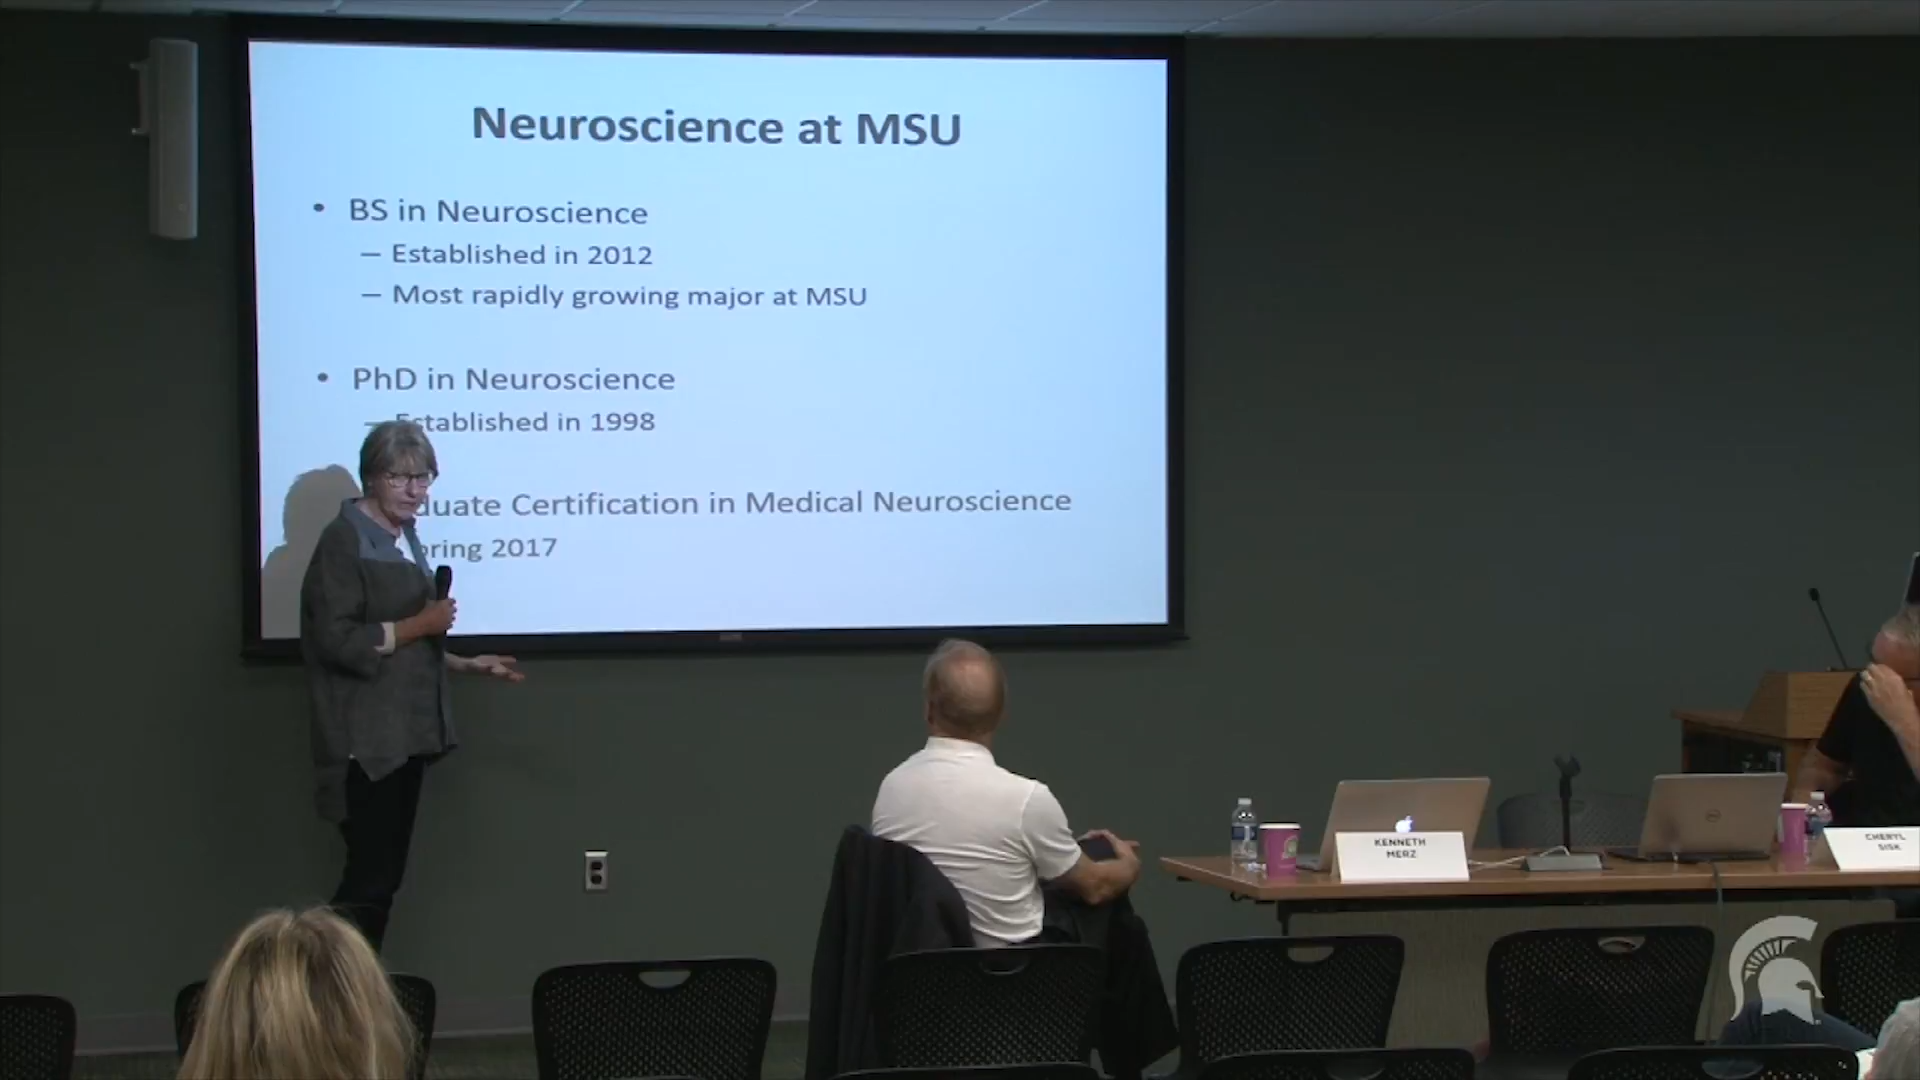 Neuroscience at MSU
• BS in Neuroscience
– Established in 2012
– Most rapidly growing major at MSU
• PhD in Neuroscience
– Established in 1998
duate Certification in Medical Neuroscience
pring 2017
KENNETH
MERZ
CHERYL
SISK